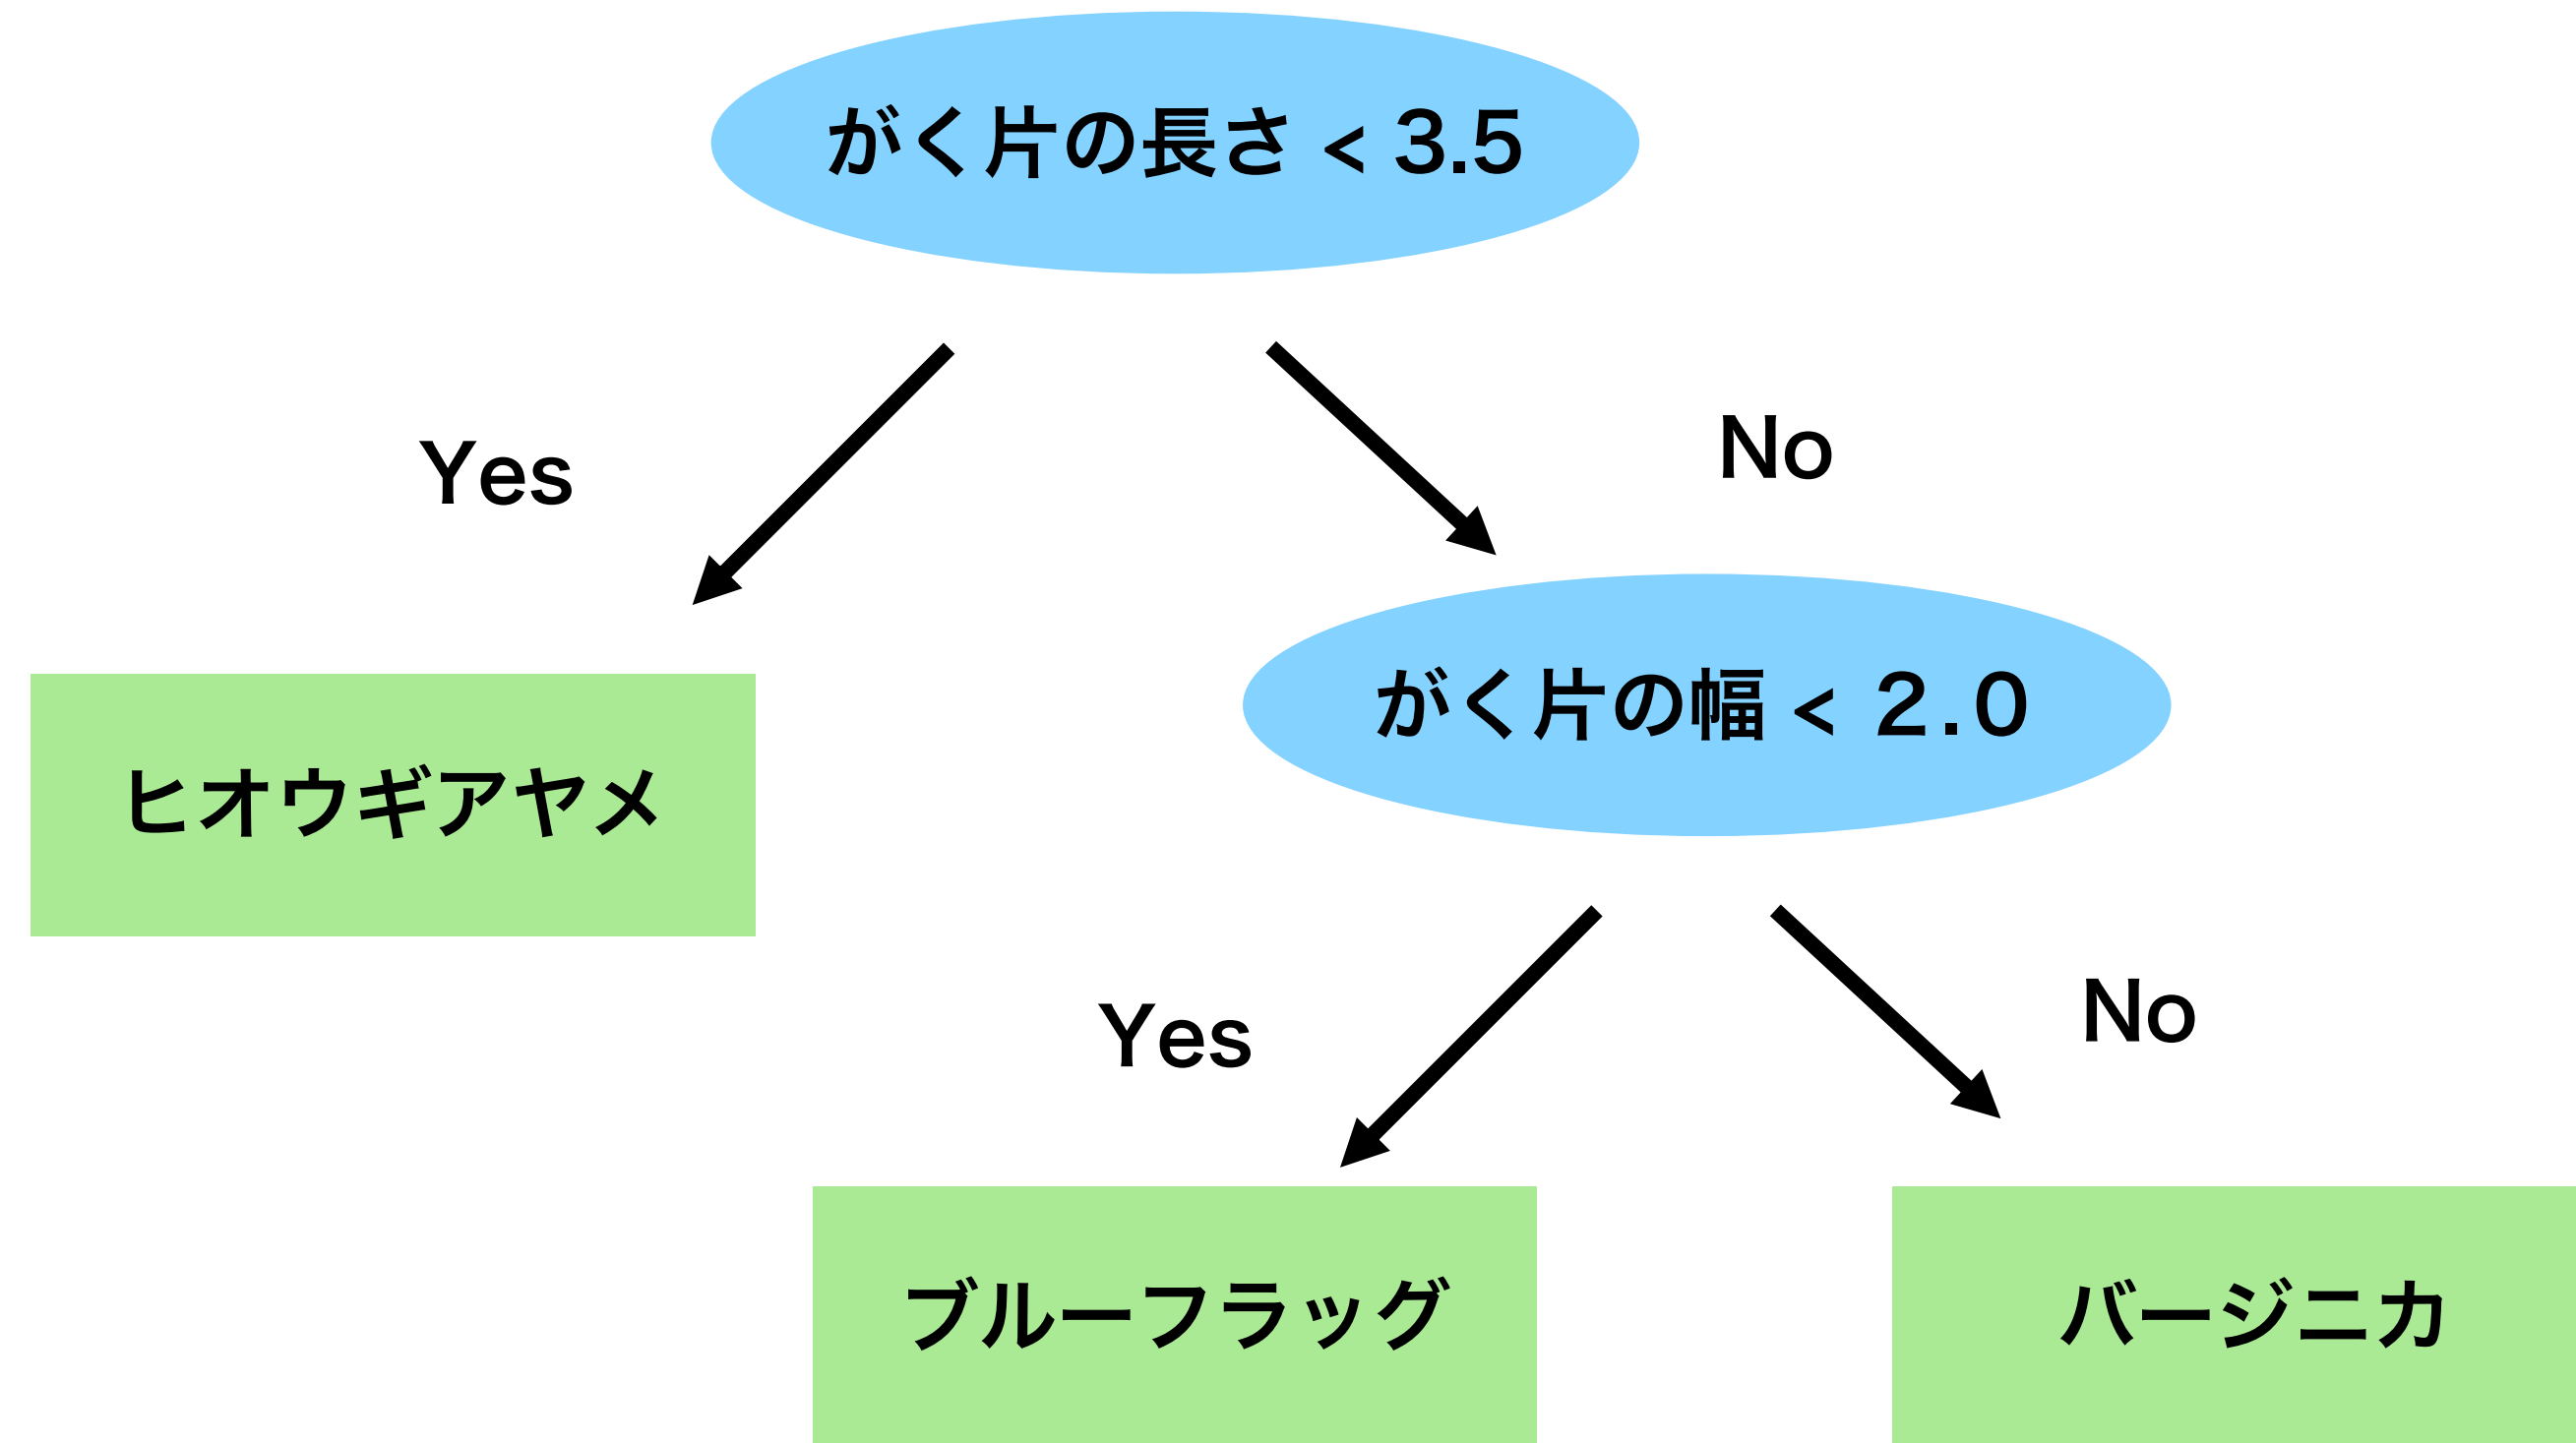 がく片の長さ < 3.5
Yes
No
ヒオウギアヤメ
がく片の幅 < 2.0
Yes
No
ブルーフラッグ
バージニカ